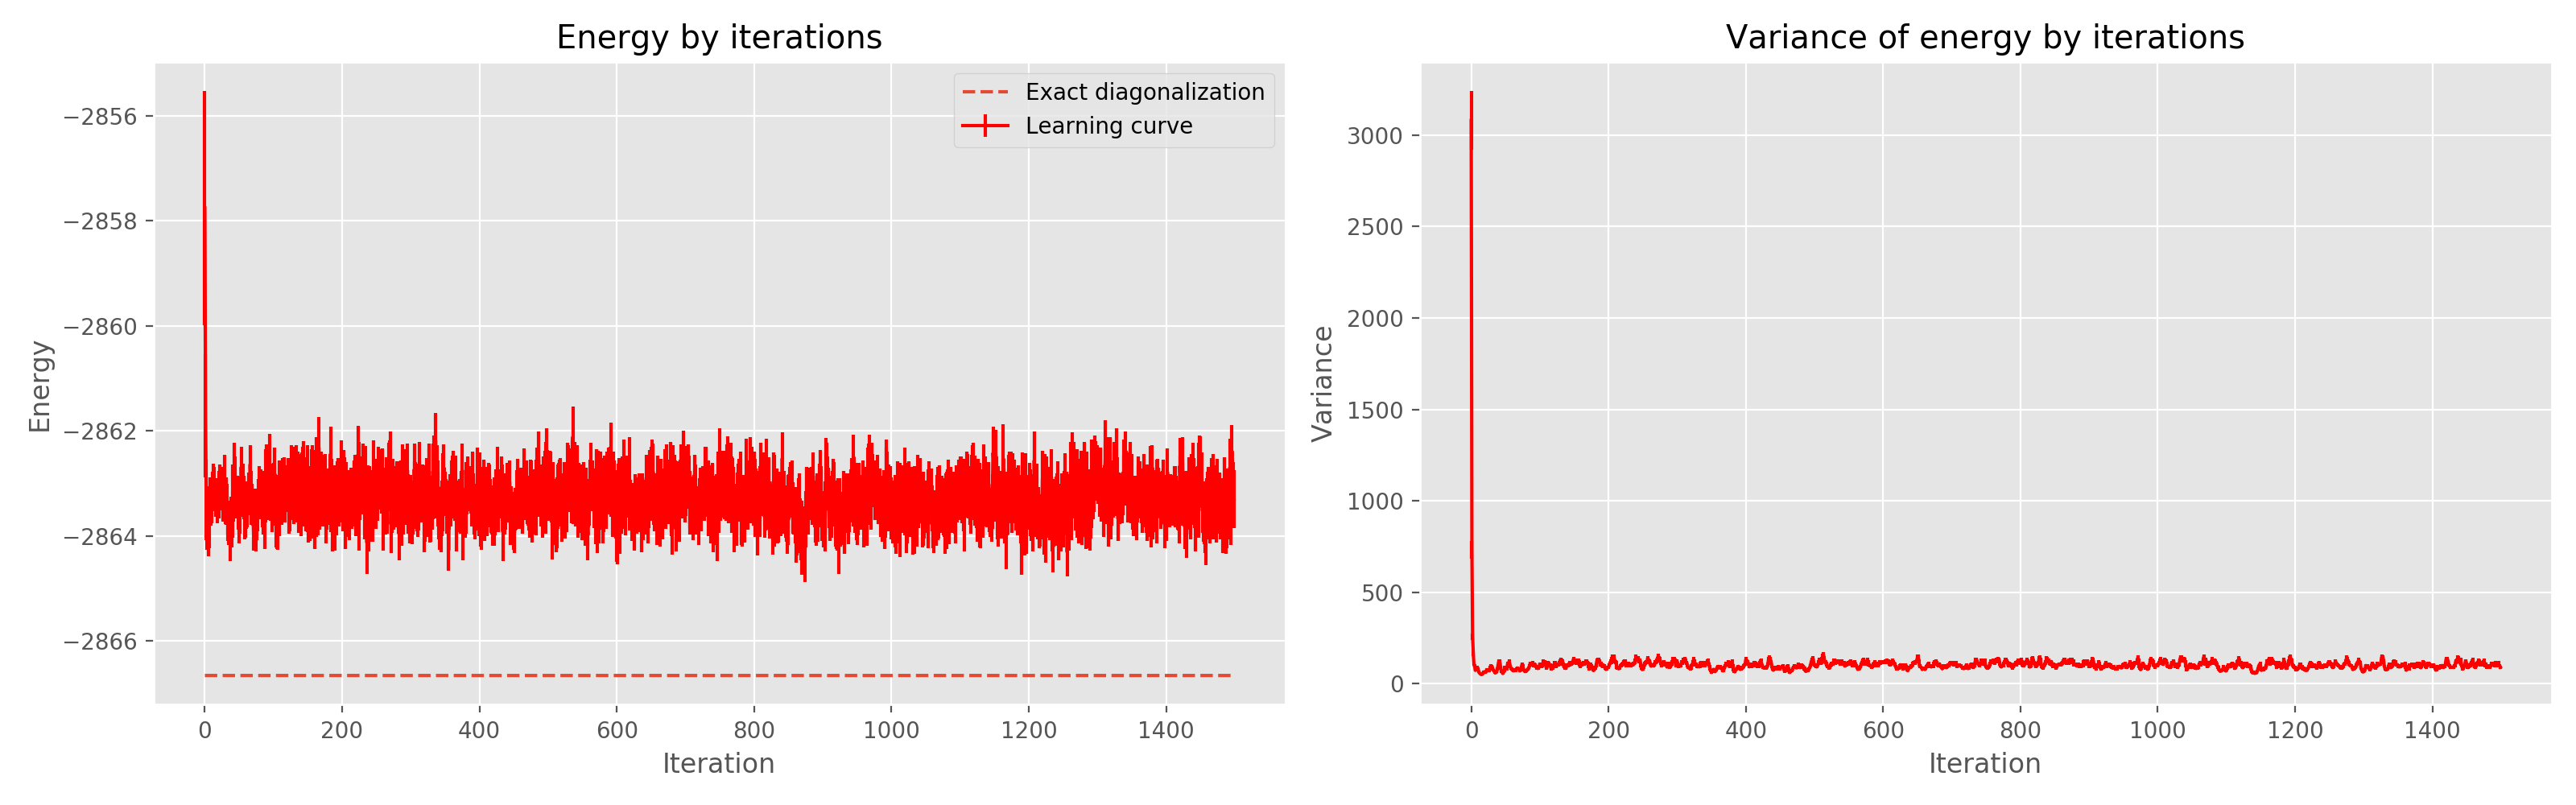 Energy by iterations
Exact diagonalization
Learning curve
−2856
−2858
−2860
−2862
−2864
−2866
Energy
0 200 400 600 800 1000 1200 1400
Iteration
Variance of energy by iterations
3000
2500
2000
1500
1000
500
0
Variance
0 200 400 600 800 1000 1200 1400
Iteration